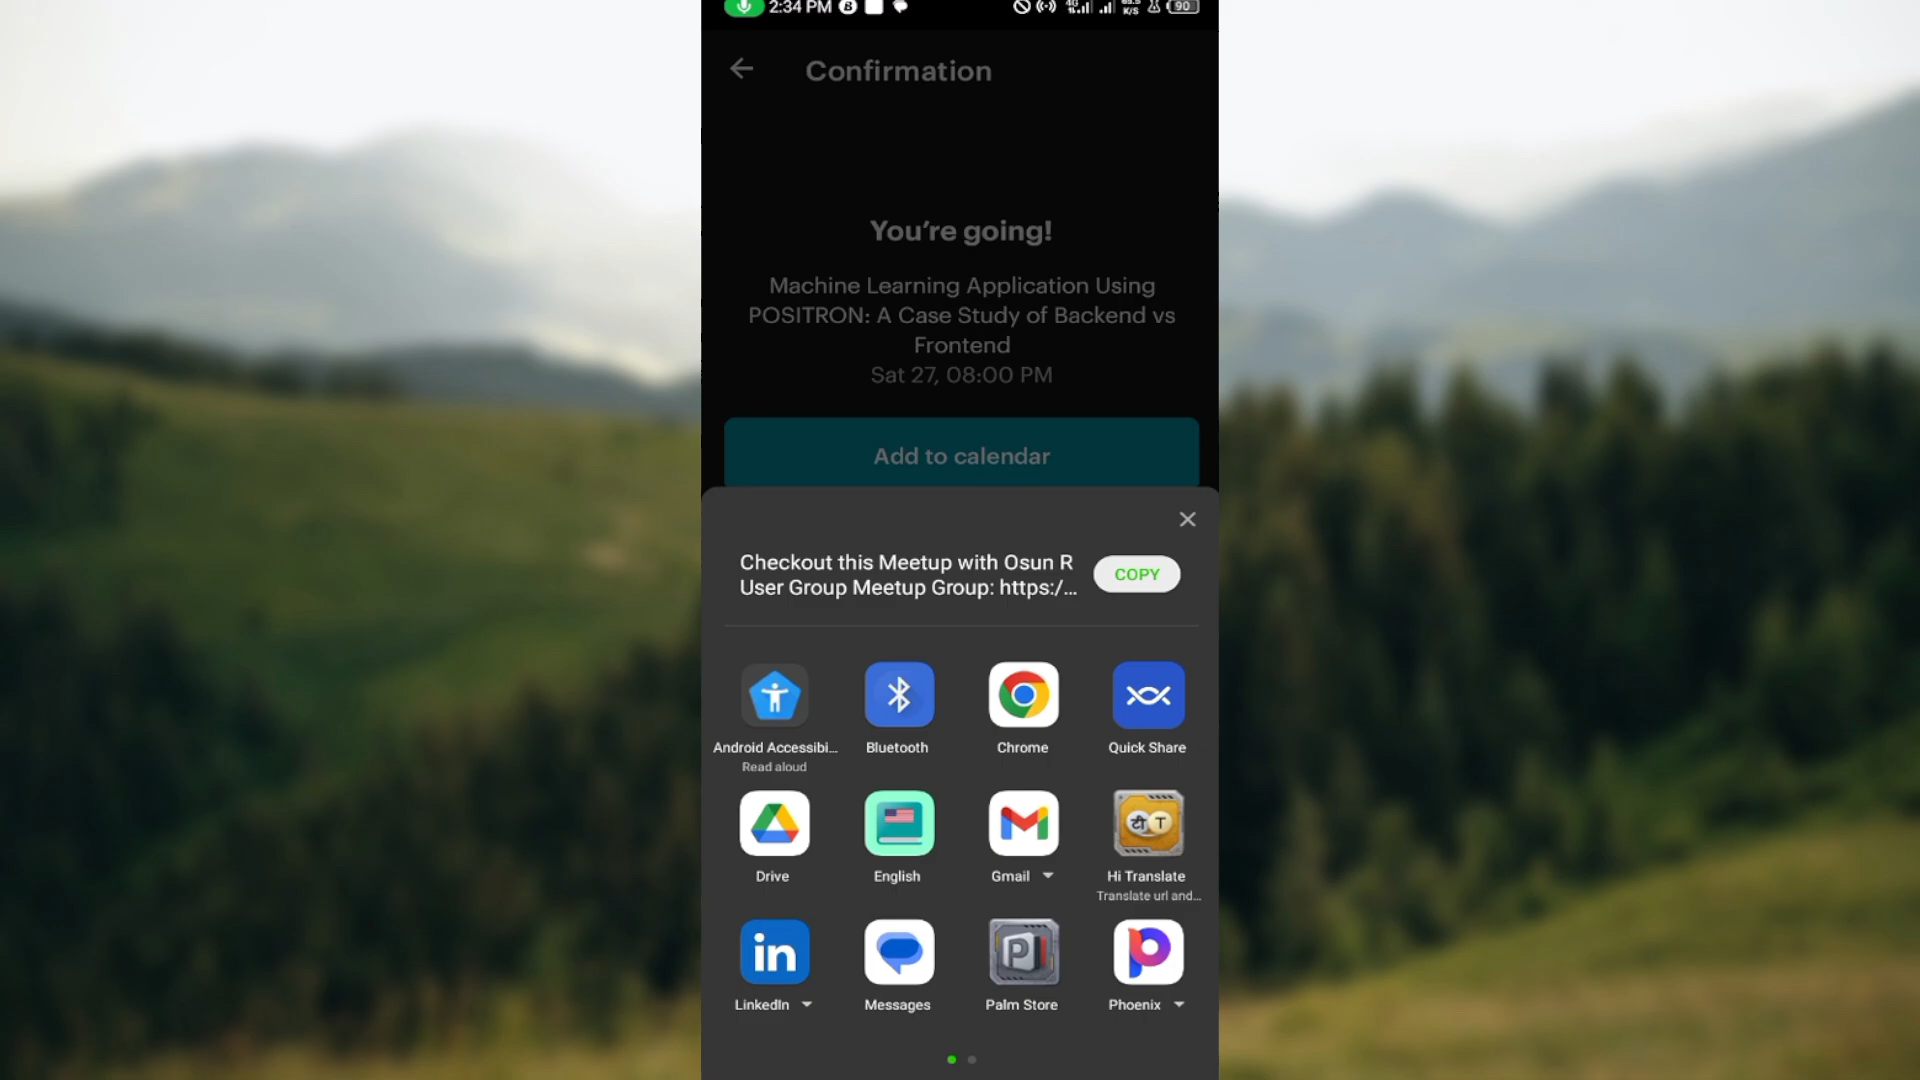 2:34 PM
4G
K/S
90
Confirmation
You're going!
Machine Learning Application Using
POSITRON: A Case Study of Backend vs
Frontend
Sat 27, 08:00 PM
Add to calendar
Checkout this Meetup with Osun R
User Group Meetup Group: https:/...
COPY
Android Accessibi...
Bluetooth
Chrome
Quick Share
Read aloud
Drive
English
Gmail
Hi Translate
Translate url and...
LinkedIn
Messages
Palm Store
Phoenix